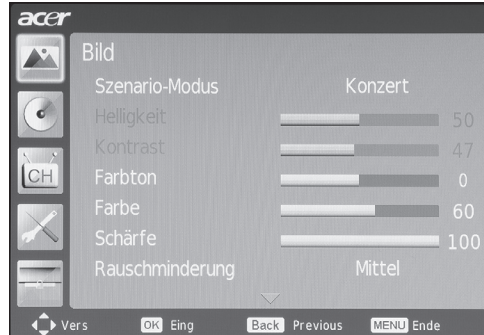 acer
Bild
Szenario-Modus Konzert
Helligkeit 50
Kontrast 47
Farbton 0
Farbe 60
Schärfe 100
Rauschminderung Mittel
CH
Vers OK Eing Back Previous MENU Ende